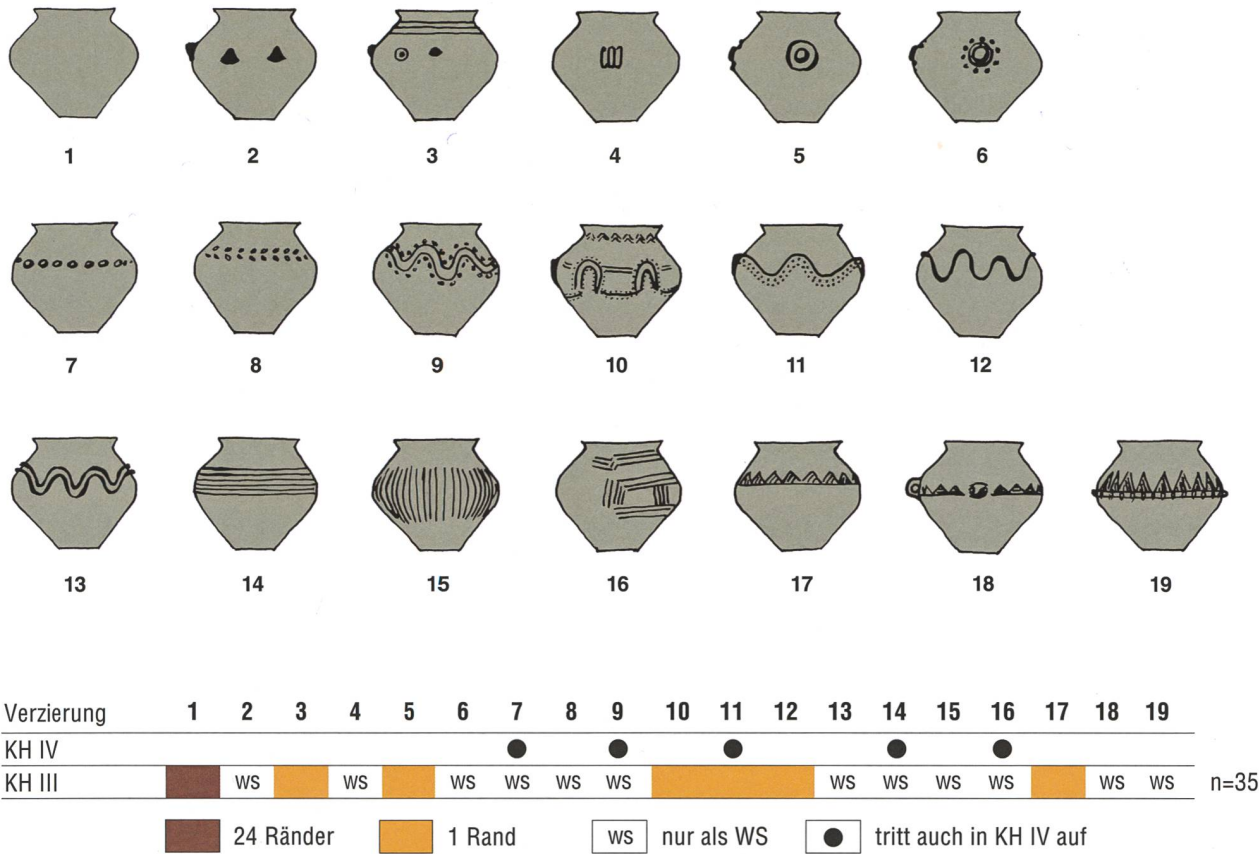 1 2 3 4 5 6
7 8 9 10 11 12
13 14 15 16 17 18 19
Verzierung 1 2 3 4 5 6 7 8 9 10 11 12 13 14 15 16 17 18 19
KH IV
KH III WS WS WS WS WS WS WS WS WS WS WS WS n=35
24 Ränder 1 Rand WS nur als WS tritt auch in KH IV auf